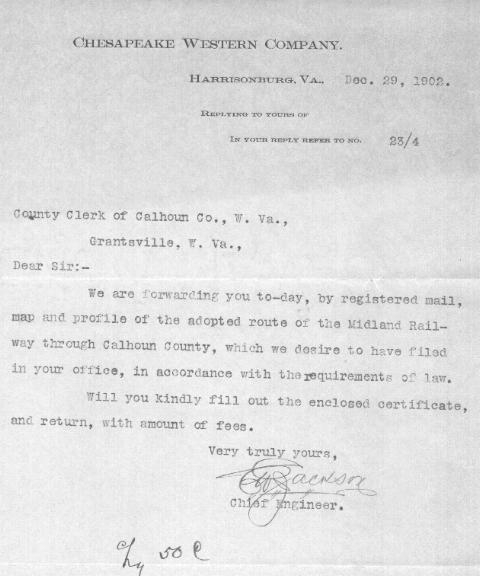 CHESAPEAKE WESTERN COMPANY.
HARRISONBURG, VA., Dec. 29, 1902.
REPLYING TO YOURS OF
IN YOUR REPLY REFER TO NO. 23/4
County Clerk of Calhoun Co., W. Va.,
Grantsville, W. Va.,
Dear Sir:-
We are forwarding you to-day, by registered mail,
map and profile of the adopted route of the Midland Rail-
way through Calhoun County, which we desire to have filed
in your office, in accordance with the requirements of law.
Will you kindly fill out the enclosed certificate,
and return, with amount of fees.
Very truly yours,
Jackson
Chief Engineer.
50 ¢